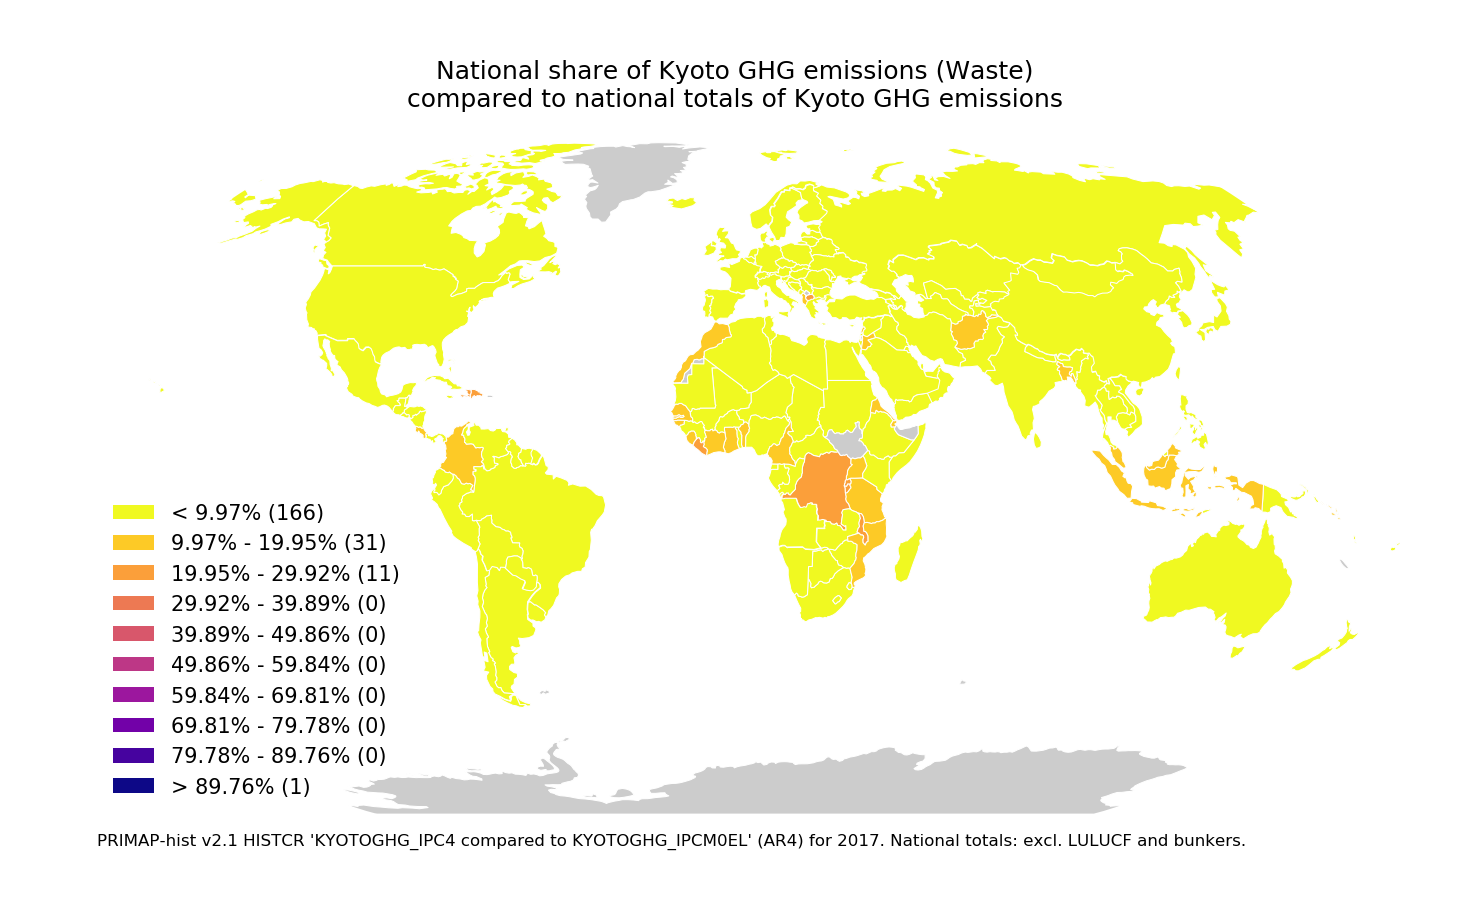 National share of Kyoto GHG emissions (Waste)
compared to national totals of Kyoto GHG emissions
< 9.97% (166)
9.97% - 19.95% (31)
19.95% - 29.92% (11)
29.92% - 39.89% (0)
39.89% - 49.86% (0)
49.86% - 59.84% (0)
59.84% - 69.81% (0)
69.81% - 79.78% (0)
79.78% - 89.76% (0)
> 89.76% (1)
PRIMAP-hist v2.1 HISTCR 'KYOTOGHG_IPC4 compared to KYOTOGHG_IPCM0EL' (AR4) for 2017. National totals: excl. LULUCF and bunkers.